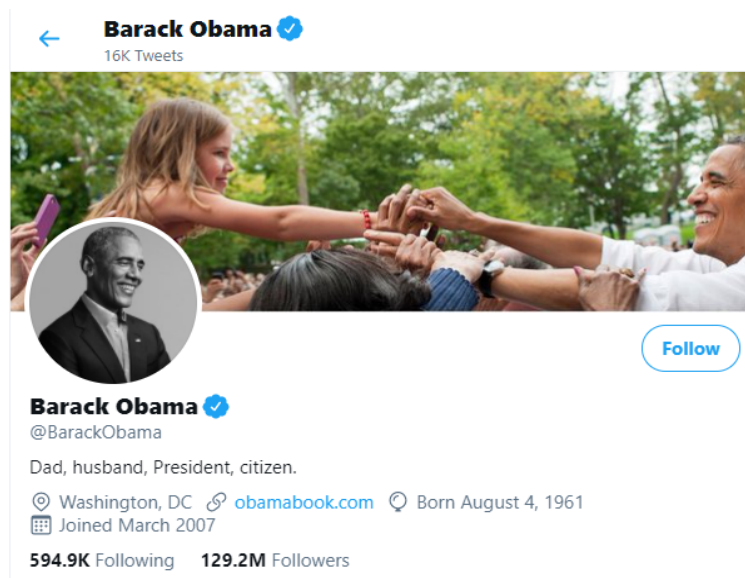 Barack Obama
16K Tweets
Follow
Barack Obama
@BarackObama
Dad, husband, President, citizen.
Washington, DC obamabook.com Born August 4, 1961
Joined March 2007
594.9K Following 129.2M Followers